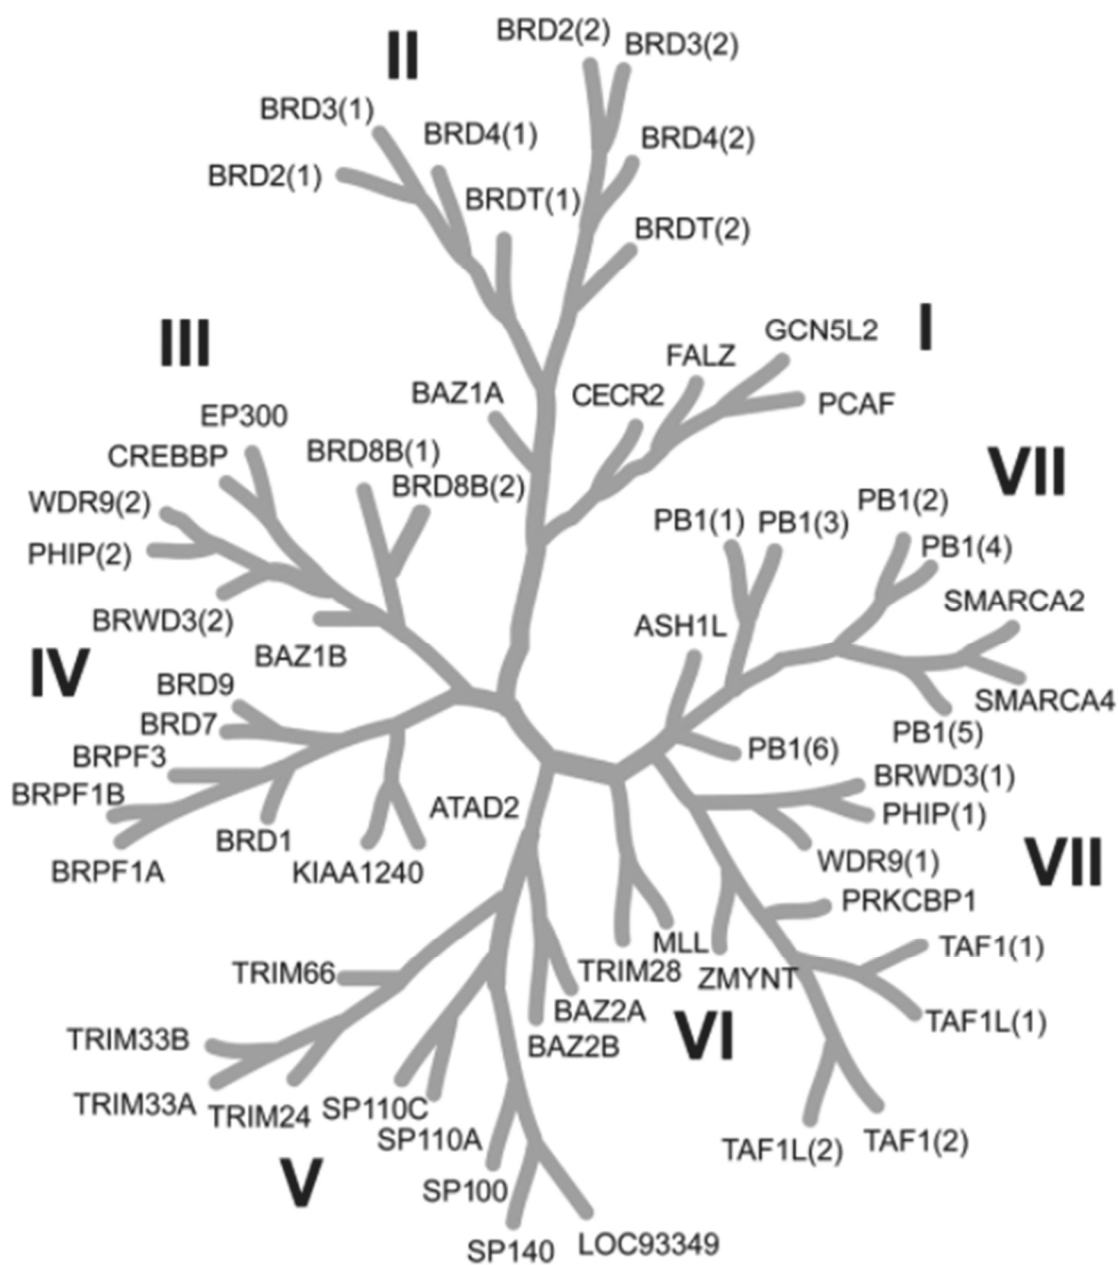 BRD2(2)
BRD3(2)
II
BRD3(1)
BRD4(1)
BRD4(2)
BRD2(1)
BRDT(1)
BRDT(2)
I
GCN5L2
III
FALZ
BAZ1A
CECR2
PCAF
EP300
BRD8B(1)
CREBBP
VII
BRD8B(2)
WDR9(2)
PB1(2)
PB1(1)
PB1(3)
PHIP(2)
PB1(4)
SMARCA2
BRWD3(2)
ASH1L
BAZ1B
IV
BRD9
SMARCA4
BRD7
PB1(5)
BRPF3
PB1(6)
BRWD3(1)
BRPF1B
ATAD2
PHIP(1)
BRD1
BRPF1A
KIAA1240
WDR9(1)
VII
PRKCBP1
MLL
TAF1(1)
TRIM66
TRIM28
ZMYNT
BAZ2A
TAF1L(1)
TRIM33B
BAZ2B
VI
TRIM33A
TRIM24
SP110C
SP110A
TAF1L(2)
TAF1(2)
V
SP100
SP140
LOC93349